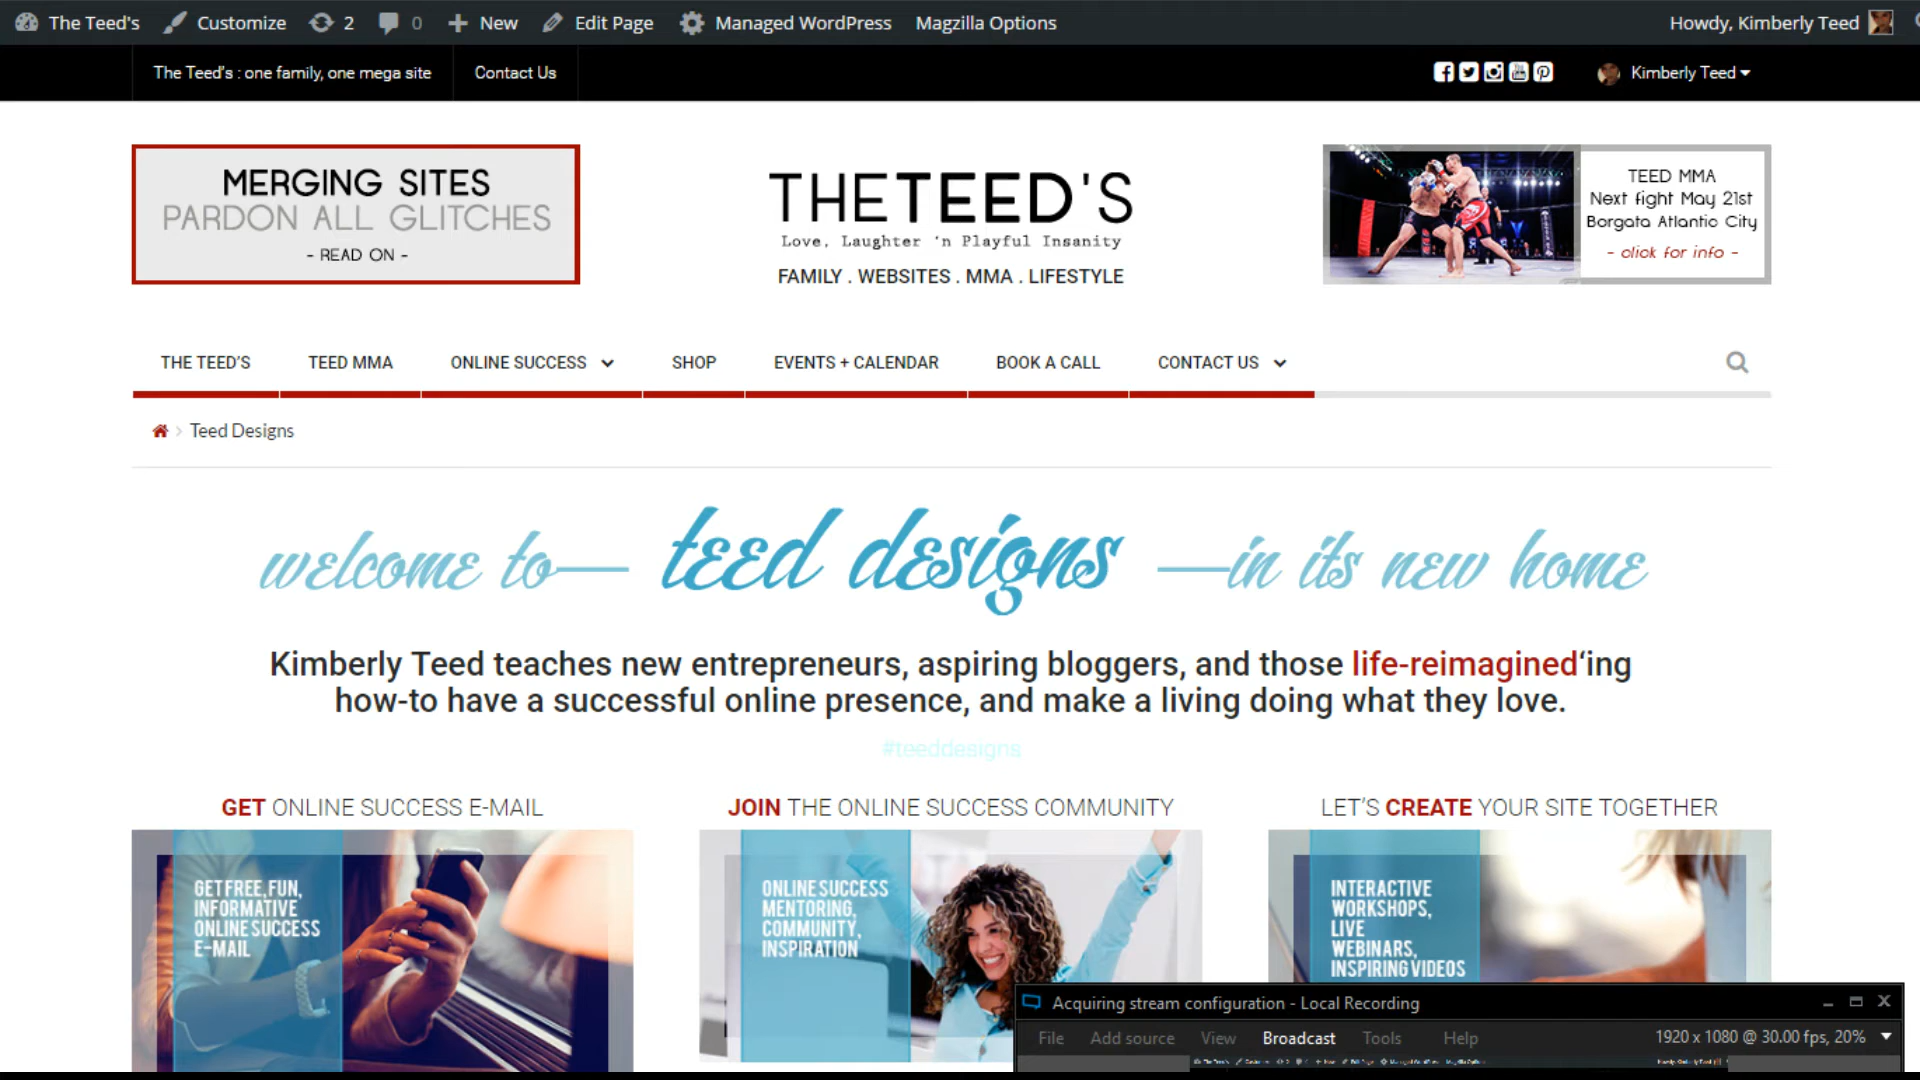 The Teed's Customize 2 0 New Edit Page Managed WordPress Magzilla Options Howdy, Kimberly Teed
The Teed's : one family, one mega site Contact Us Kimberly Teed
MERGING SITES
PARDON ALL GLITCHES
- READ ON -
THETEED'S
Love, Laughter 'n Playful Insanity
FAMILY . WEBSITES . MMA . LIFESTYLE
TEED MMA
Next fight May 21st
Borgata Atlantic City
- click for info -
THE TEED'S TEED MMA ONLINE SUCCESS SHOP EVENTS + CALENDAR BOOK A CALL CONTACT US
Teed Designs
welcome to— teed designs —in its new home
Kimberly Teed teaches new entrepreneurs, aspiring bloggers, and those life-reimagined‘ing
how-to have a successful online presence, and make a living doing what they love.
#teeddesigns
GET ONLINE SUCCESS E-MAIL
GET FREE, FUN,
INFORMATIVE
ONLINE SUCCESS
E-MAIL
JOIN THE ONLINE SUCCESS COMMUNITY
ONLINE SUCCESS
MENTORING,
COMMUNITY,
INSPIRATION
LET'S CREATE YOUR SITE TOGETHER
INTERACTIVE
WORKSHOPS,
LIVE
WEBINARS,
INSPIRING VIDEOS
Acquiring stream configuration - Local Recording
File Add source View Broadcast Tools Help 1920 x 1080 @ 30.00 fps, 20%